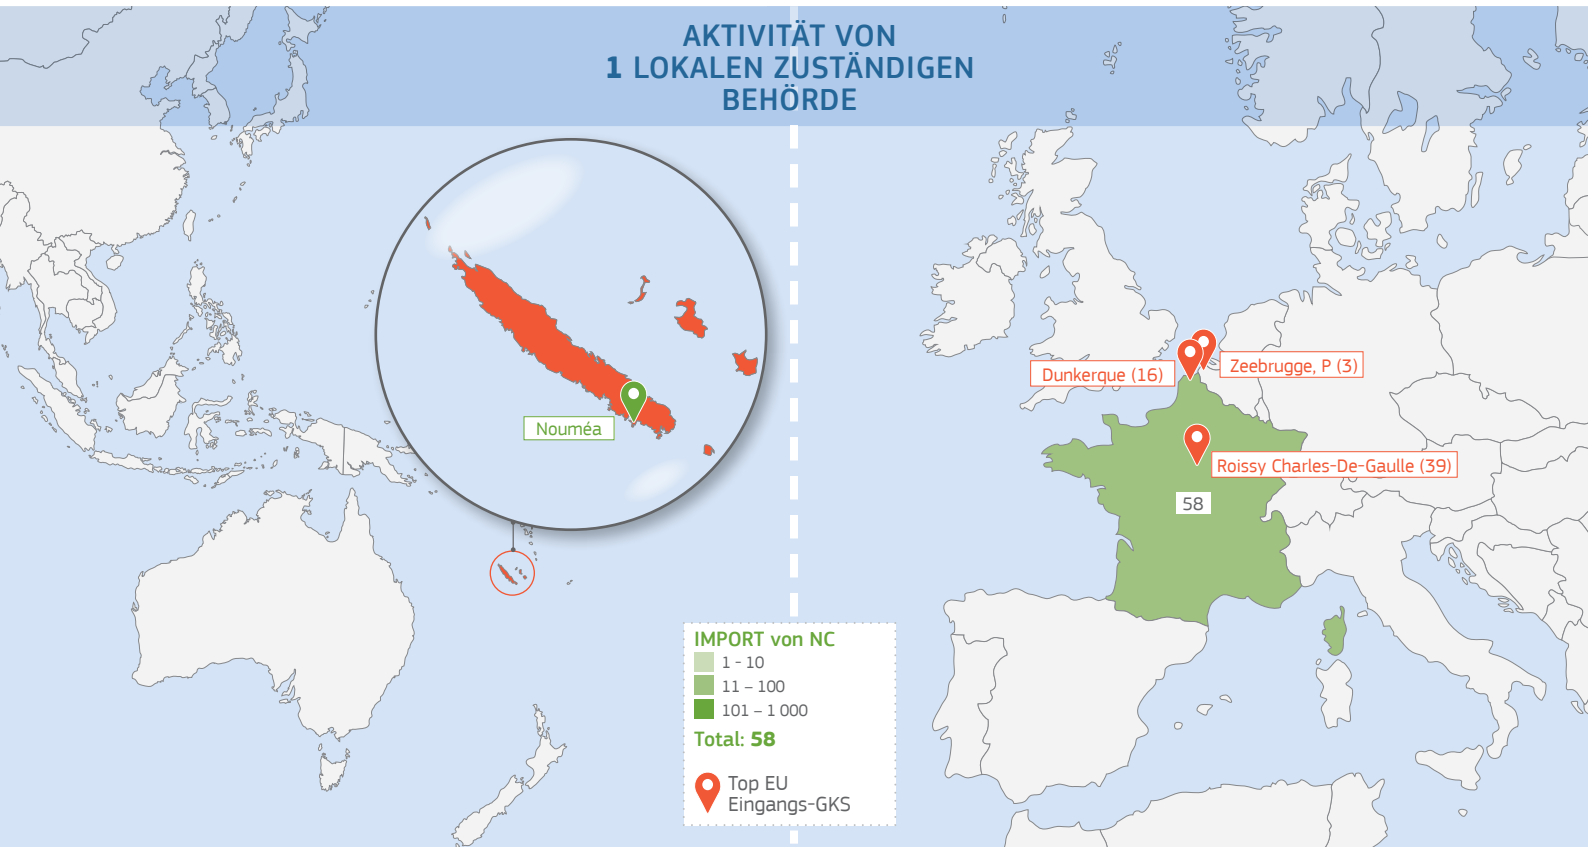 AKTIVITÄT VON
1 LOKALEN ZUSTÄNDIGEN
BEHÖRDE
Nouméa
Dunkerque (16)
Zeebrugge, P (3)
Roissy Charles-De-Gaulle (39)
58
IMPORT von NC
1 - 10
11 – 100
101 – 1 000
Total: 58
Top EU
Eingangs-GKS